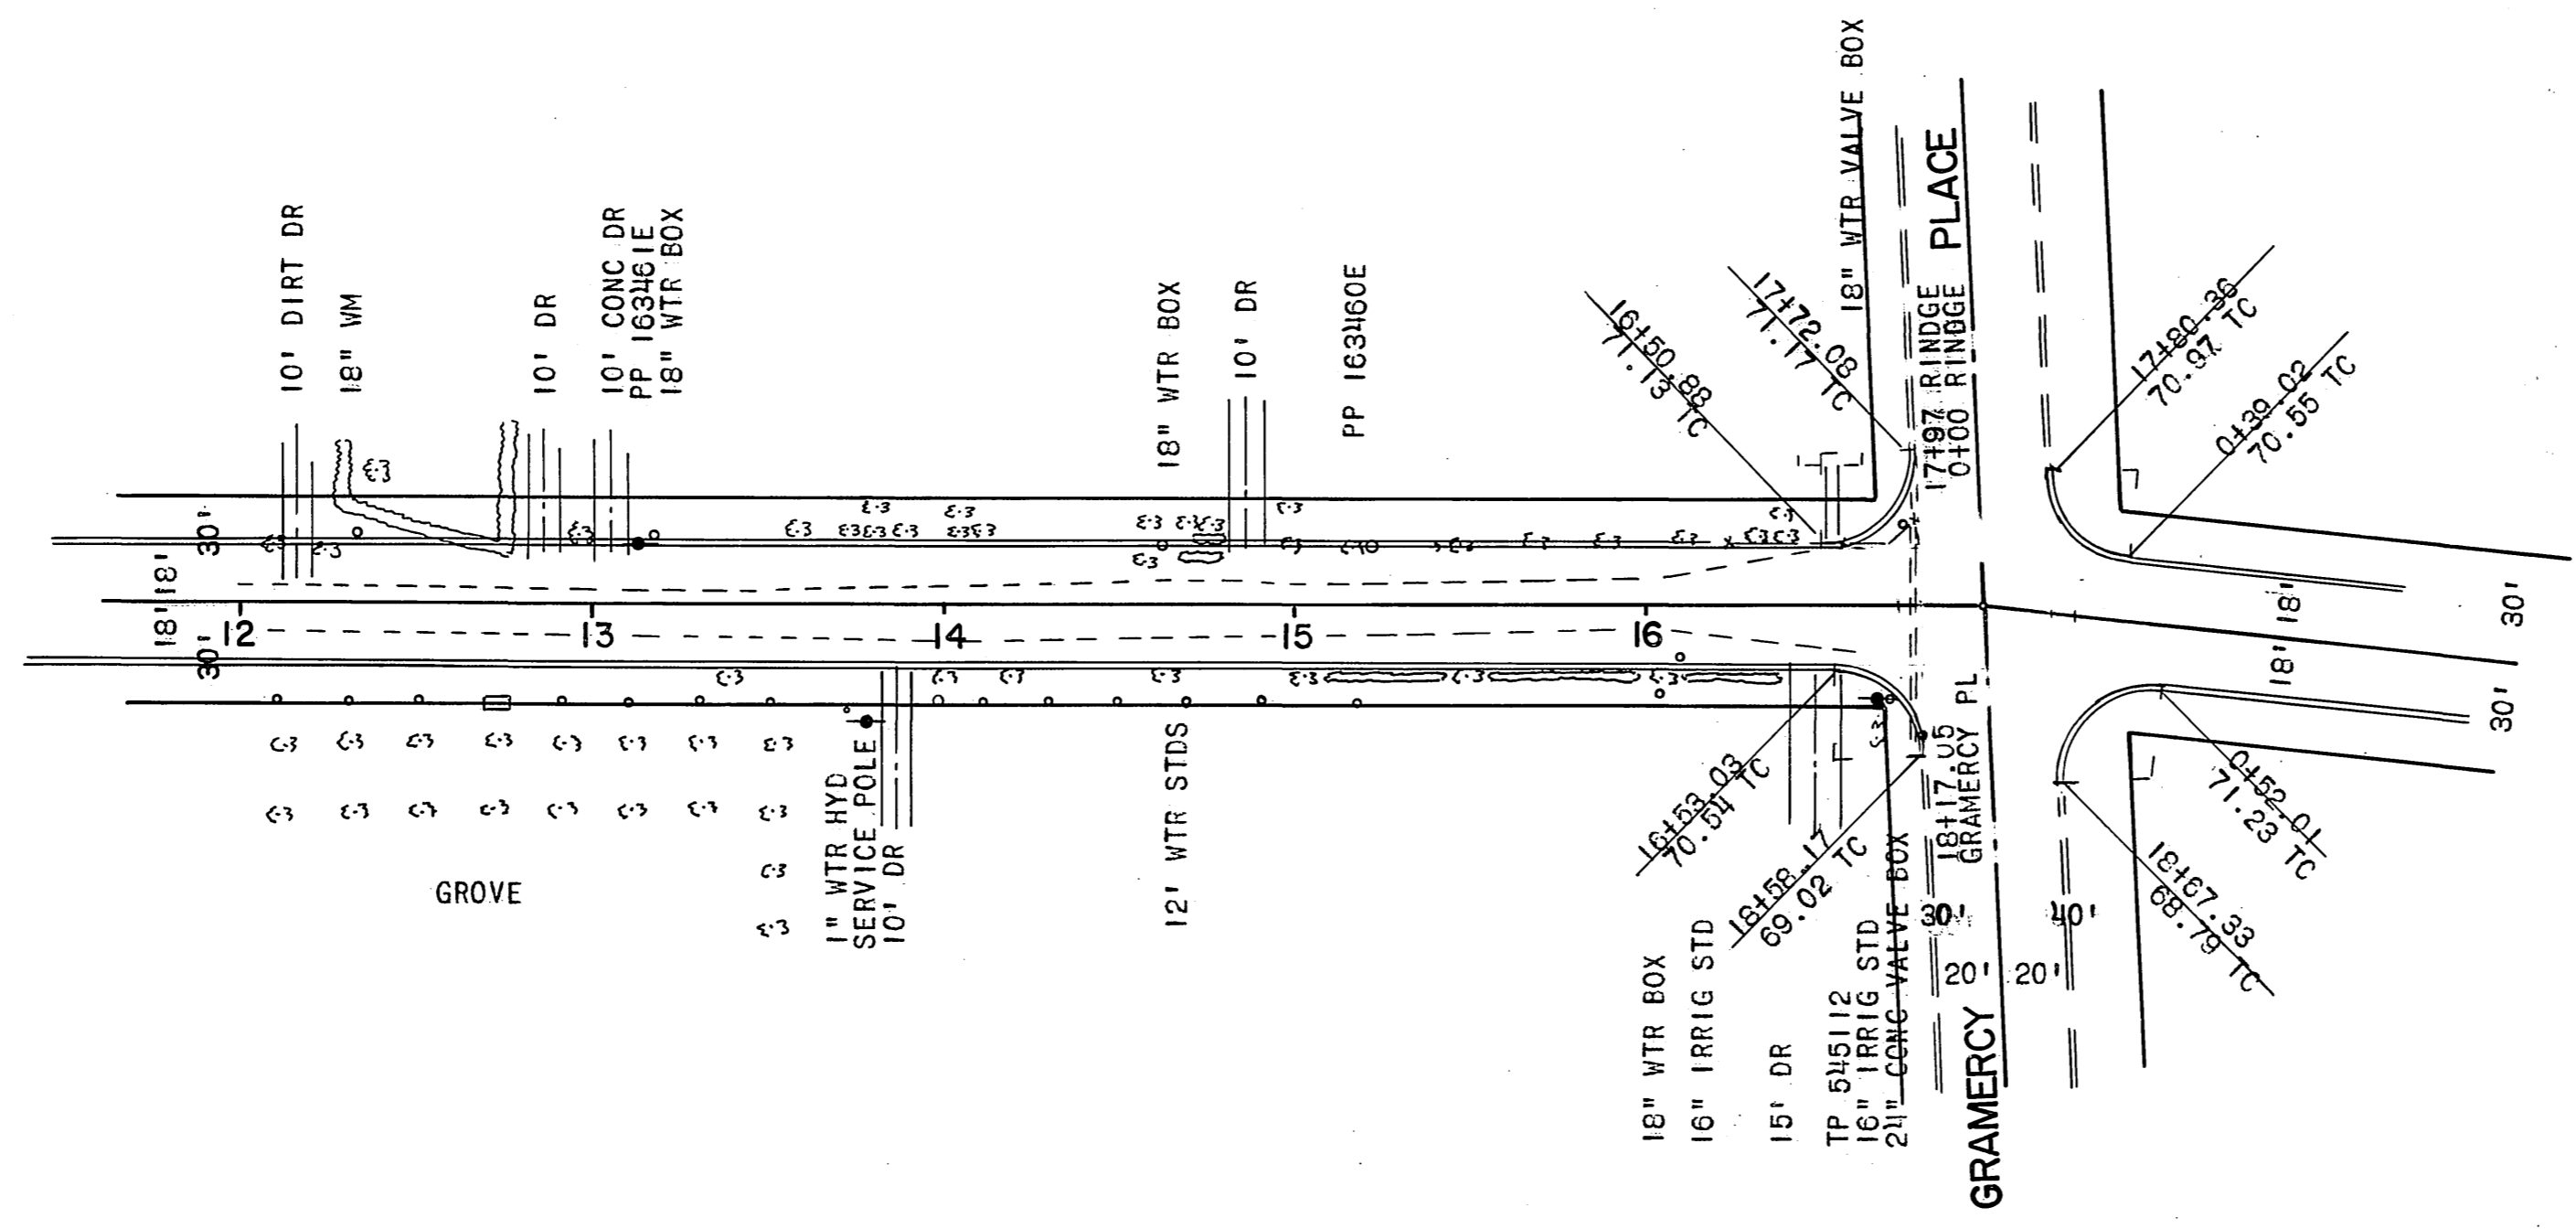 10' DIRT DR
18" WM
10' DR
10' CONC DR
PP 163461E
18" WTR BOX
18" WTR BOX
10' DR
PP 163460E
16+50.88
71.13 TC
17+72.08
71.17 TC
18" WTR VALVE BOX
17+97 RINDGE
0+00 RINDGE PLACE
17+80.36
70.97 TC
0+39.02
70.55 TC
30'
18'
18'
30'
12
13
14
15
16
18'
30'
18'
30'
GROVE
1" WTR HYD
SERVICE POLE
10' DR
12' WTR STDS
16+53.03
70.54 TC
18+58.17
69.02 TC
18" WTR BOX
16" IRRIG STD
15' DR
TP 545112
16" IRRIG STD
24" CONC VALVE BOX
18+17.05
GRAMERCY PL
30'
40'
20'
20'
GRAMERCY
0+52.01
71.23 TC
18+67.33
68.79 TC